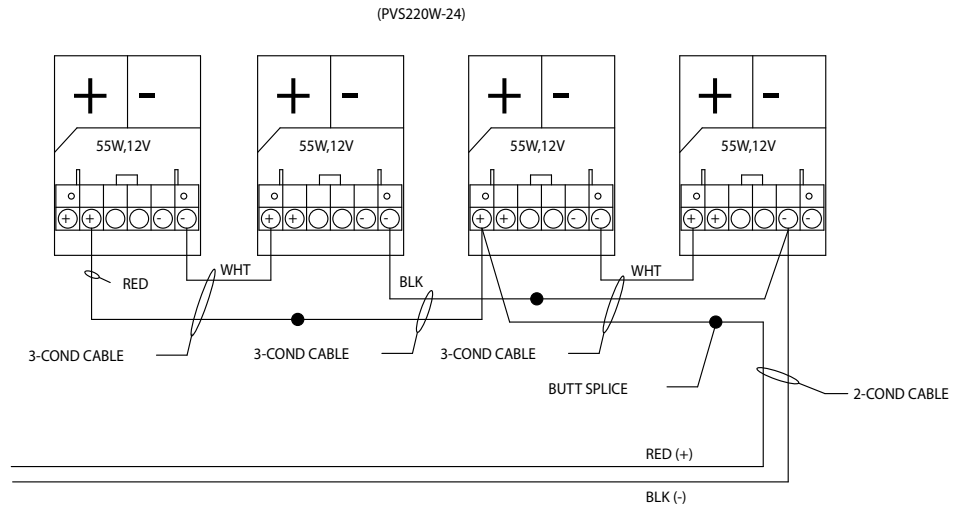 (PVS220W-24)
+ -
+ -
+ -
+ -
55W,12V
55W,12V
55W,12V
55W,12V
+ + - -
+ + - -
+ + - -
+ + - -
RED
WHT
BLK
WHT
3-COND CABLE
3-COND CABLE
3-COND CABLE
BUTT SPLICE
2-COND CABLE
RED (+)
BLK (-)